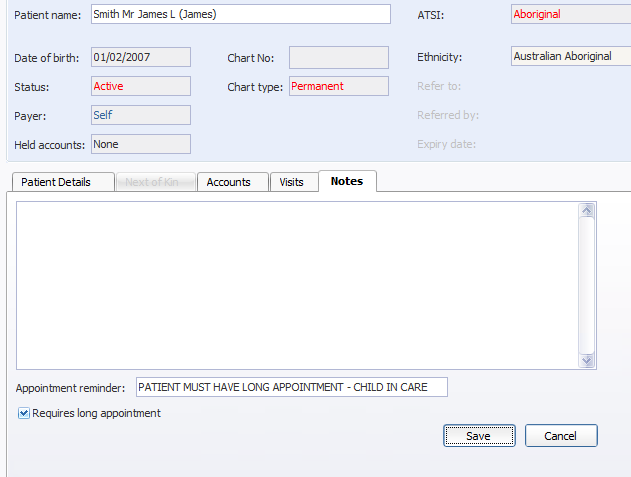 Patient name: Smith Mr James L (James) ATSI: Aboriginal
Date of birth: 01/02/2007 Chart No: Ethnicity: Australian Aboriginal
Status: Active Chart type: Permanent Refer to:
Payer: Self Referred by:
Held accounts: None Expiry date:
Patient Details Next of Kin Accounts Visits Notes
Appointment reminder: PATIENT MUST HAVE LONG APPOINTMENT - CHILD IN CARE
Requires long appointment
Save Cancel